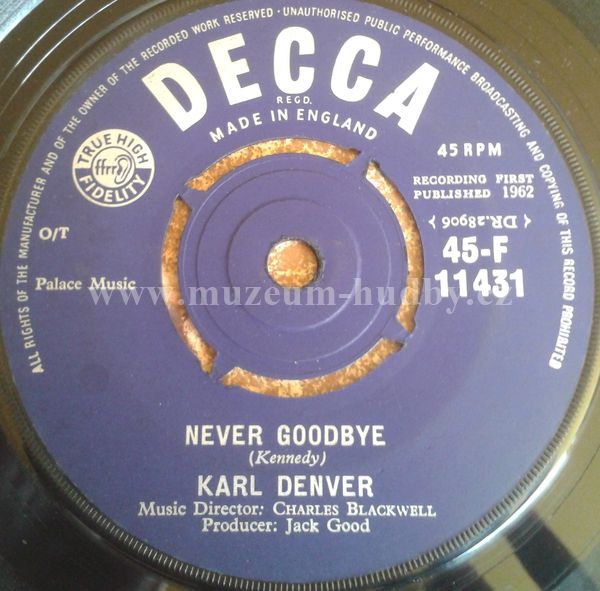 ALL RIGHTS OF THE MANUFACTURER AND OF THE OWNER OF THE RECORDED WORK RESERVED · UNAUTHORISED PUBLIC PERFORMANCE BROADCASTING AND COPYING OF THIS RECORD PROHIBITED
DECCA
REGD.
MADE IN ENGLAND
TRUE HIGH
ffrr
FIDELITY
45 RPM
RECORDING FIRST
PUBLISHED 1962
DR.28906
O/T
45-F
11431
Palace Music
www.muzeum-hudby.cz
NEVER GOODBYE
(Kennedy)
KARL DENVER
Music Director: CHARLES BLACKWELL
Producer: Jack Good